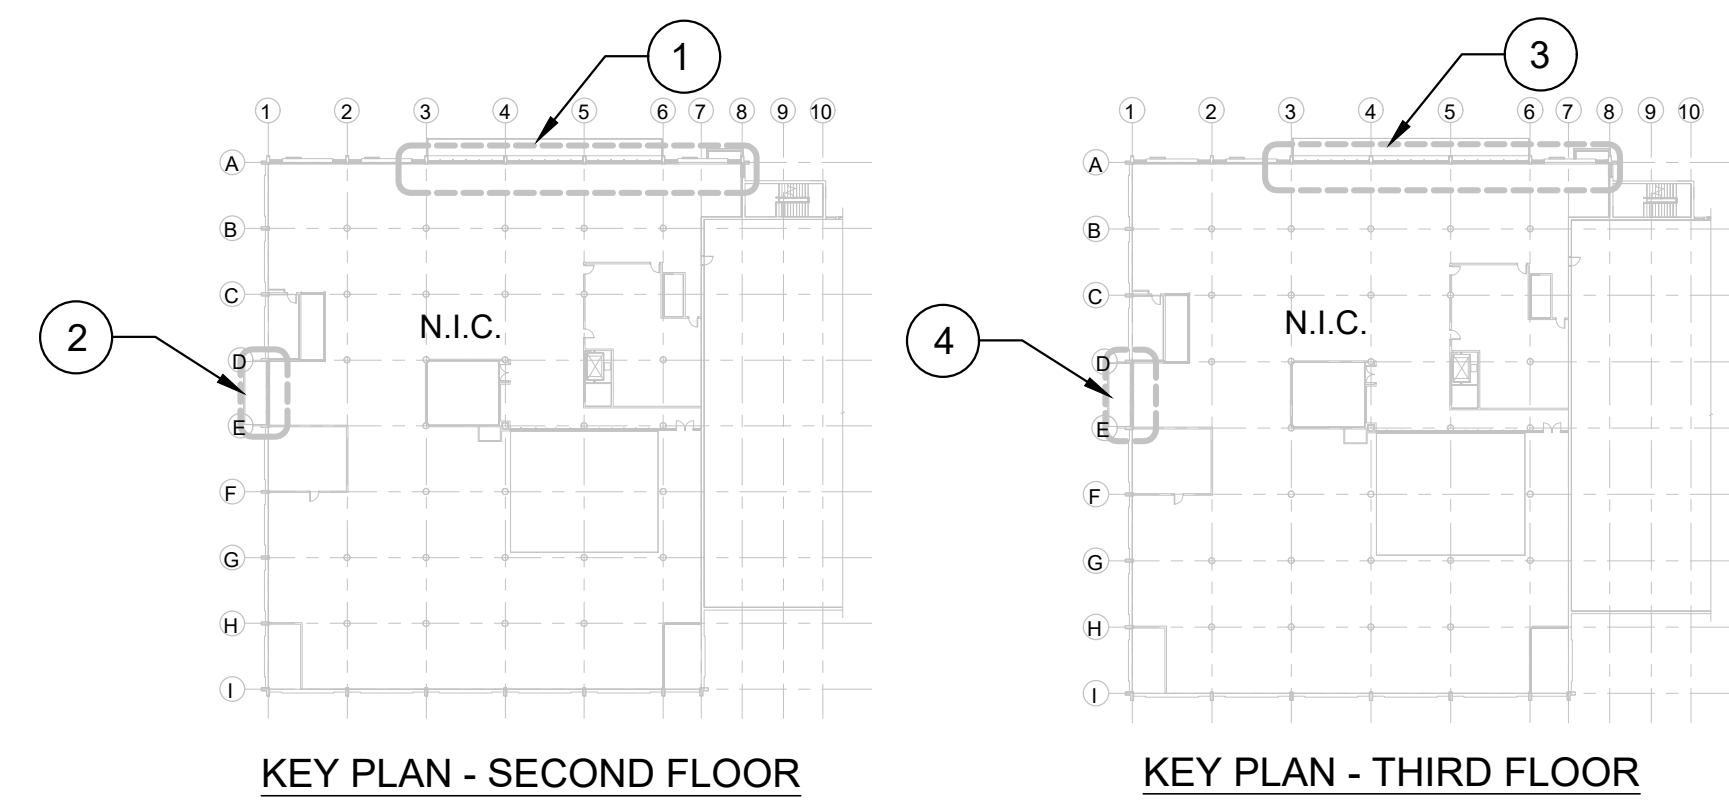 1
3
1 2 3 4 5 6 7 8 9 10
1 2 3 4 5 6 7 8 9 10
A
A
B
B
C
C
N.I.C.
N.I.C.
2
4
D
D
E
E
F
F
G
G
H
H
I
I
KEY PLAN - SECOND FLOOR
KEY PLAN - THIRD FLOOR